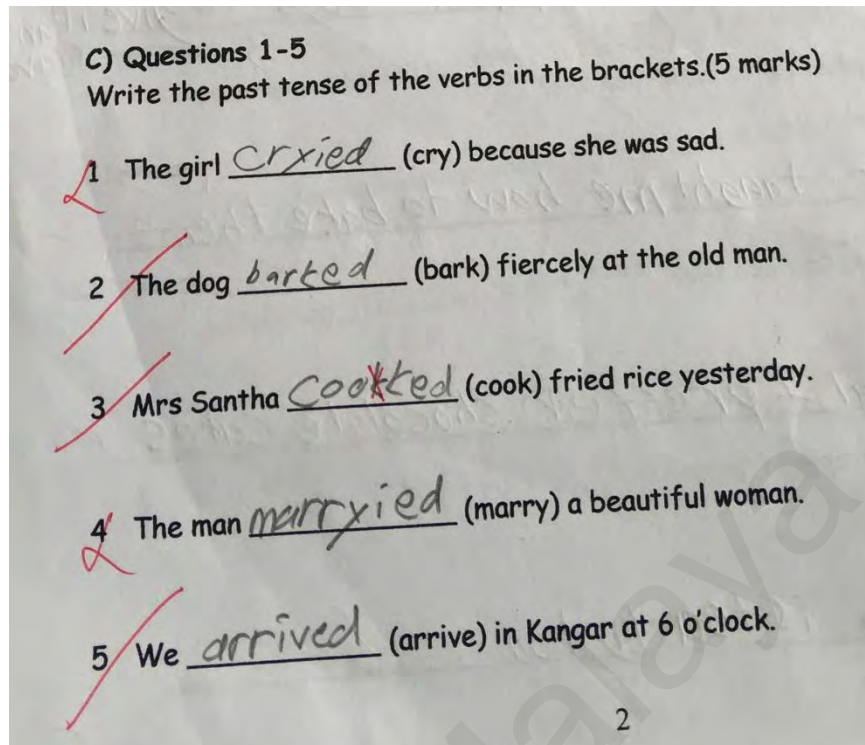 C) Questions 1-5
Write the past tense of the verbs in the brackets.(5 marks)
1 The girl crxied (cry) because she was sad.
2 The dog barked (bark) fiercely at the old man.
3 Mrs Santha cookked (cook) fried rice yesterday.
4 The man marryied (marry) a beautiful woman.
5 We arrived (arrive) in Kangar at 6 o'clock.
2